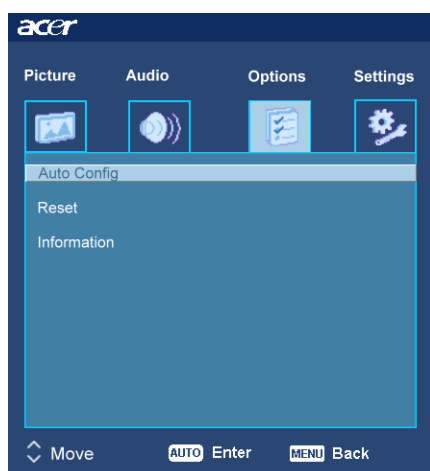 acer
Picture Audio Options Settings
Auto Config
Reset
Information
Move AUTO Enter MENU Back